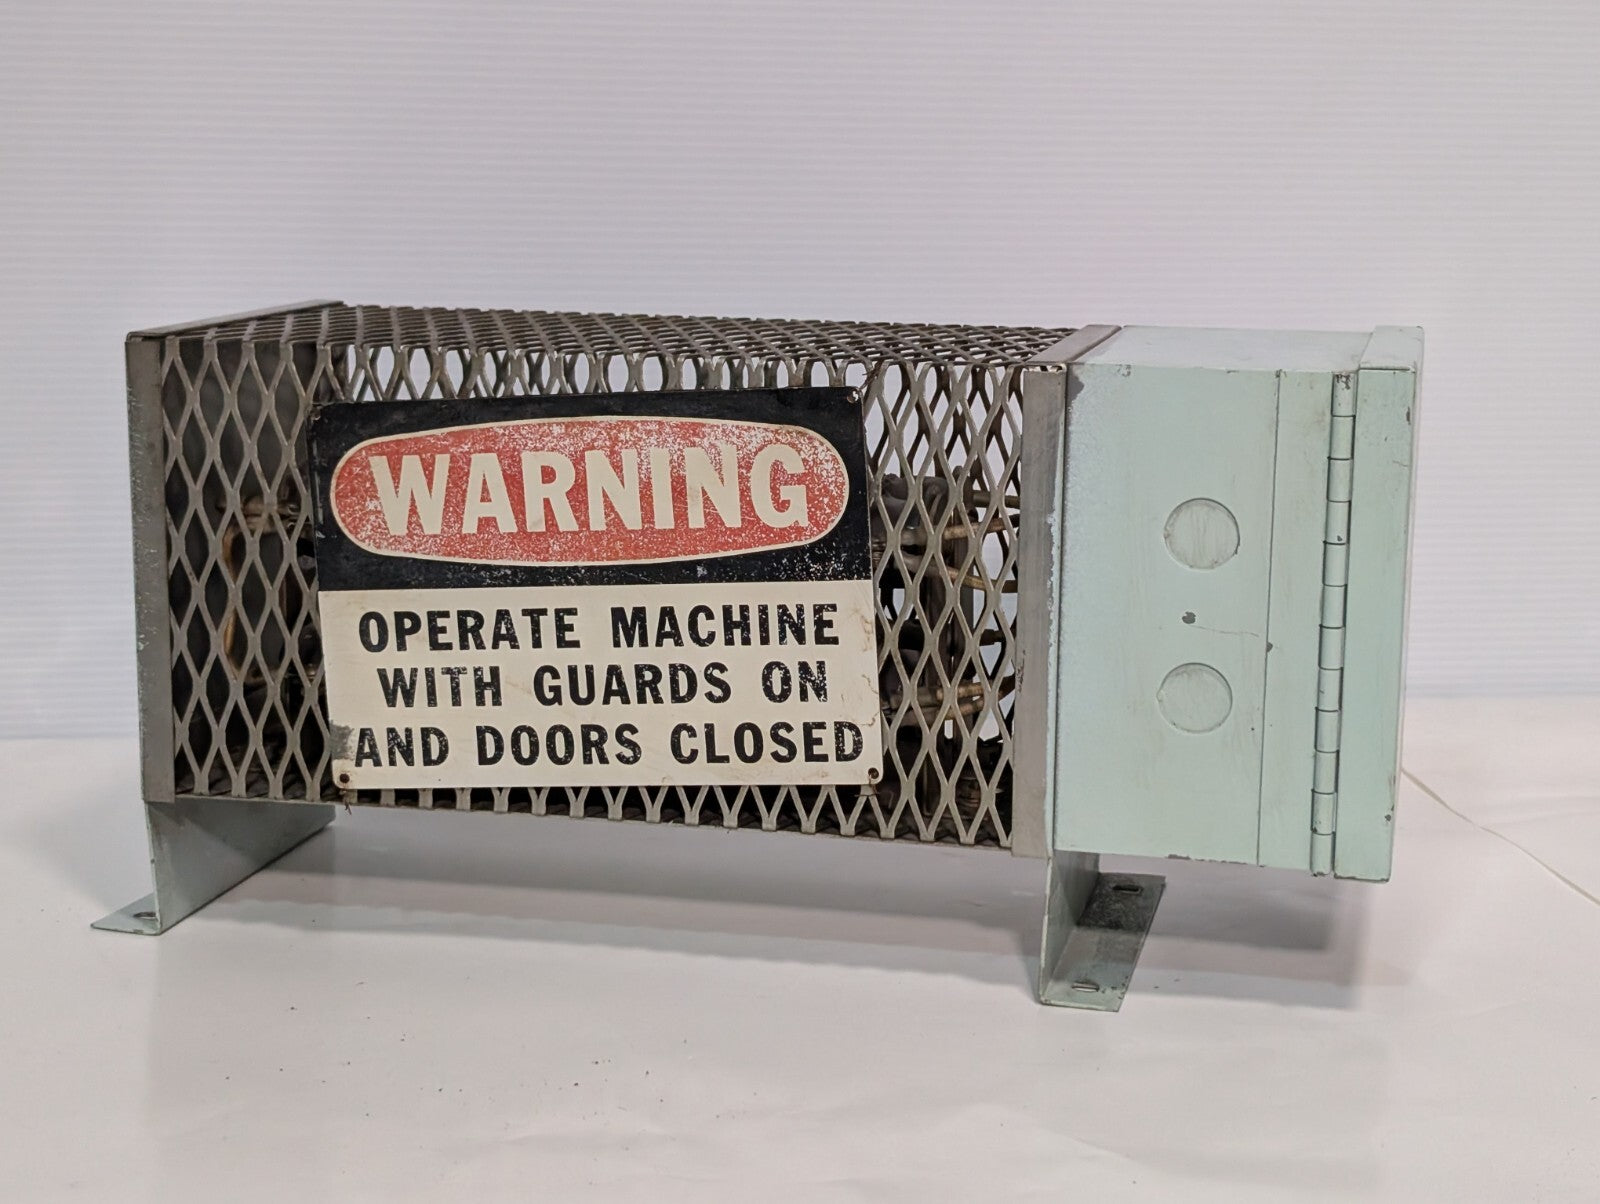 WARNING
OPERATE MACHINE
WITH GUARDS ON
AND DOORS CLOSED